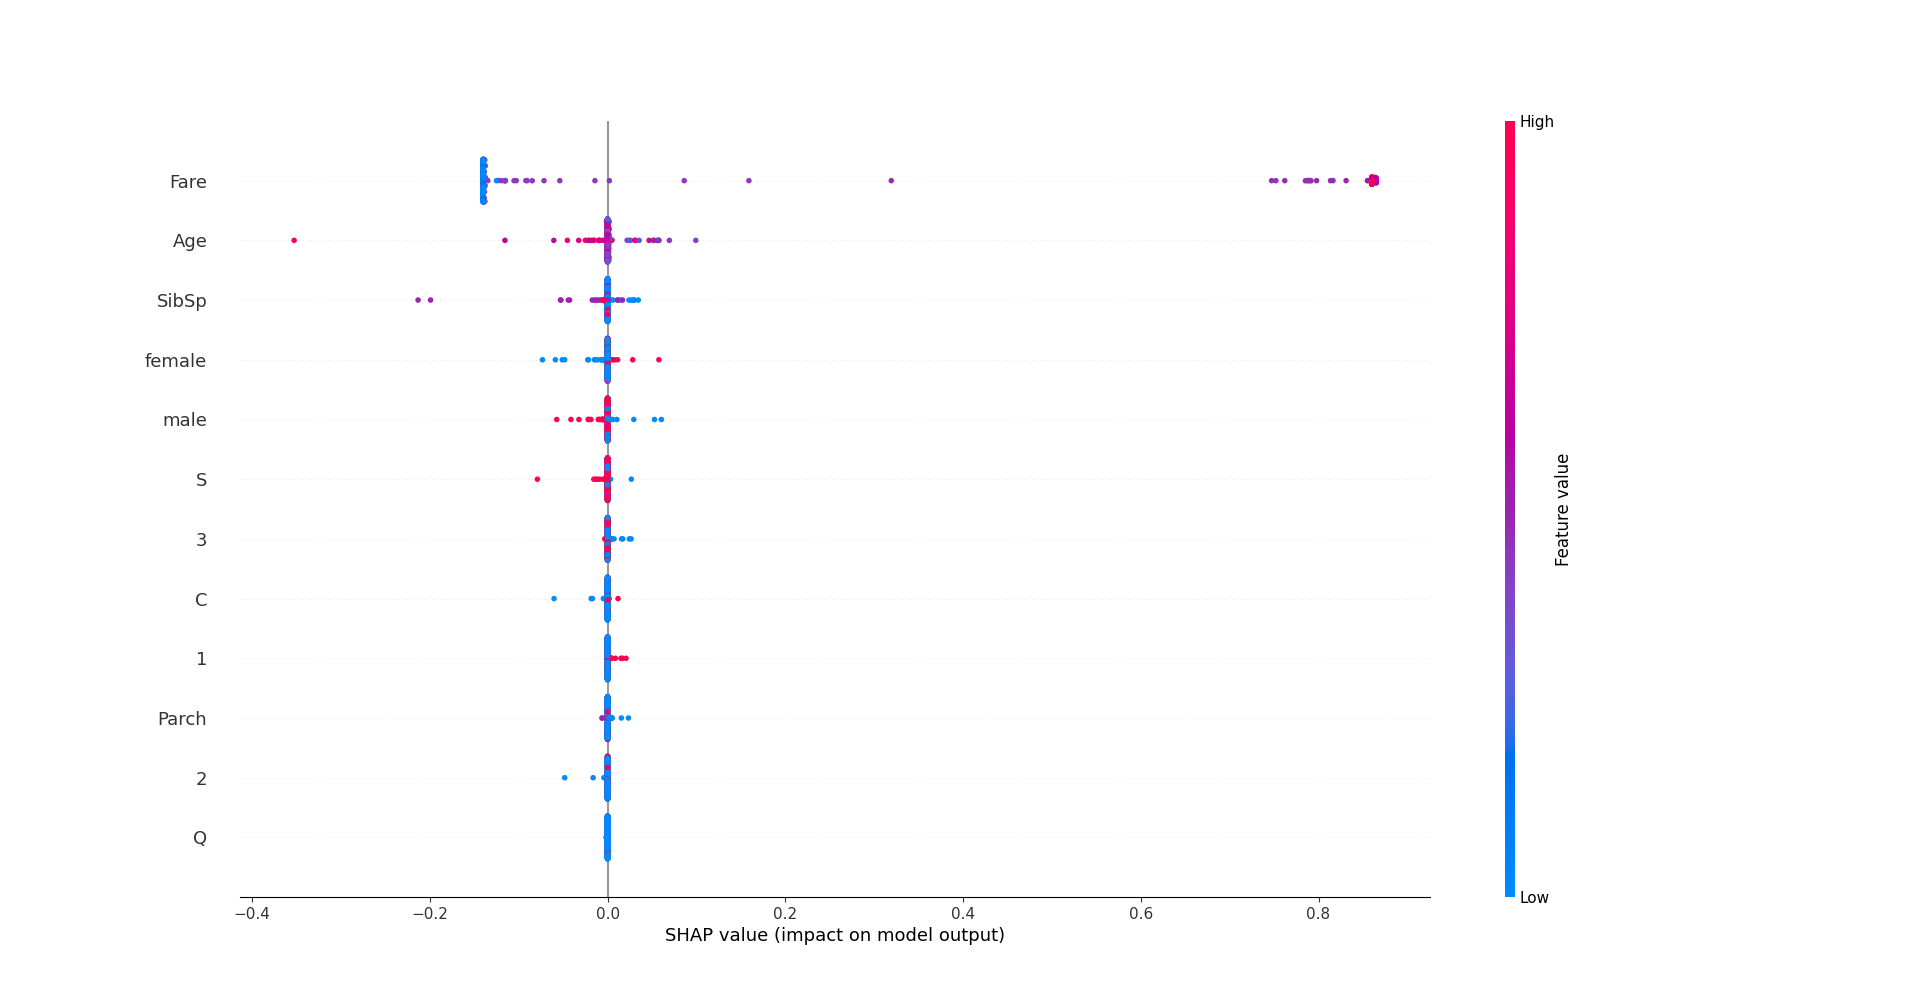 High
Fare
Age
SibSp
female
male
S
3
C
1
Parch
2
Q
Low
Feature value
−0.4 −0.2 0.0 0.2 0.4 0.6 0.8
SHAP value (impact on model output)